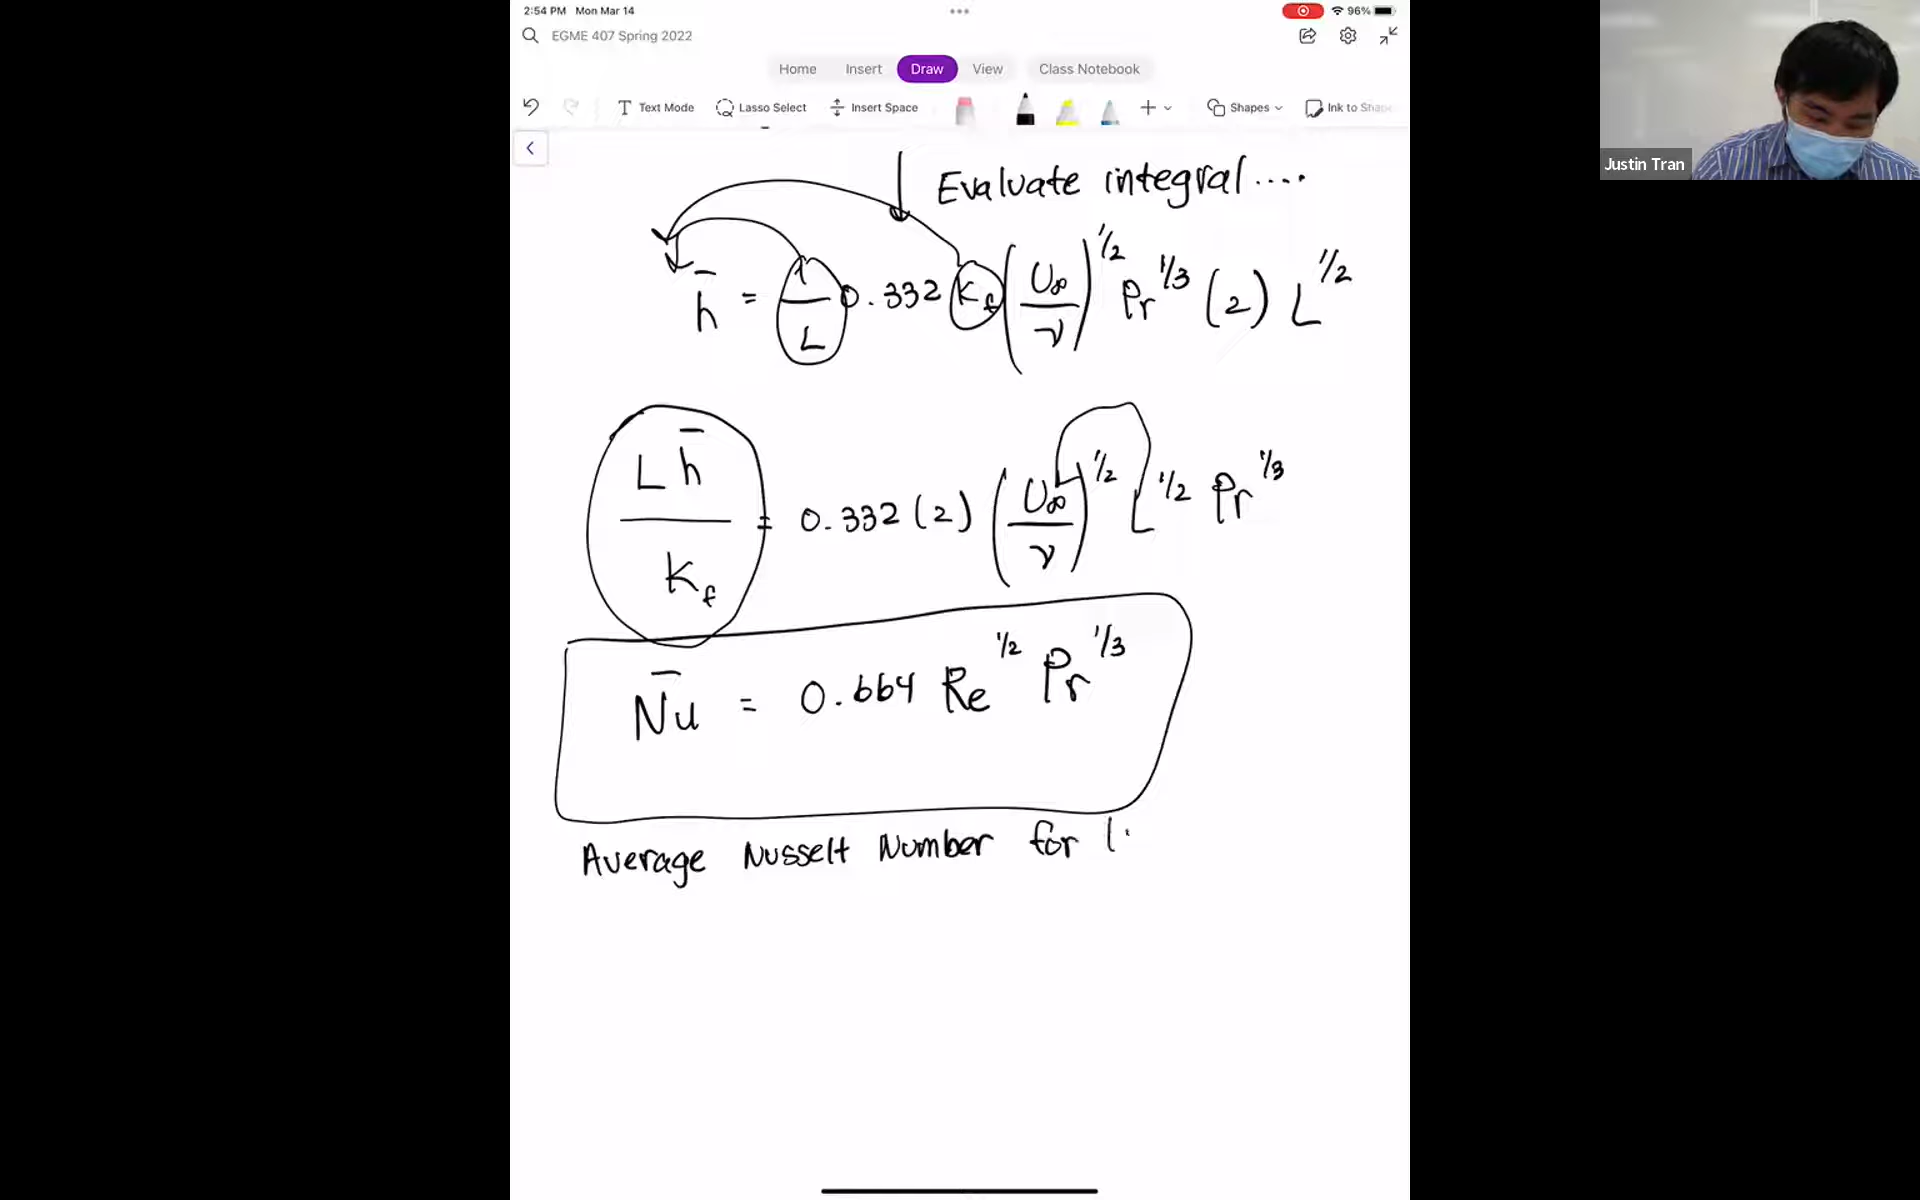 2:54 PM Mon Mar 14
96%
EGME 407 Spring 2022
Home Insert Draw View Class Notebook
Text Mode Lasso Select Insert Space Shapes Ink to Shape
Justin Tran
Evaluate integral....
h̄ = 1/L 0.332 K_f (U∞/ν)^1/2 Pr^1/3 (2) L^1/2
L h̄ / K_f = 0.332 (2) (U∞/ν)^1/2 L^1/2 Pr^1/3
N̄u = 0.664 Re^1/2 Pr^1/3
Average Nusselt Number for